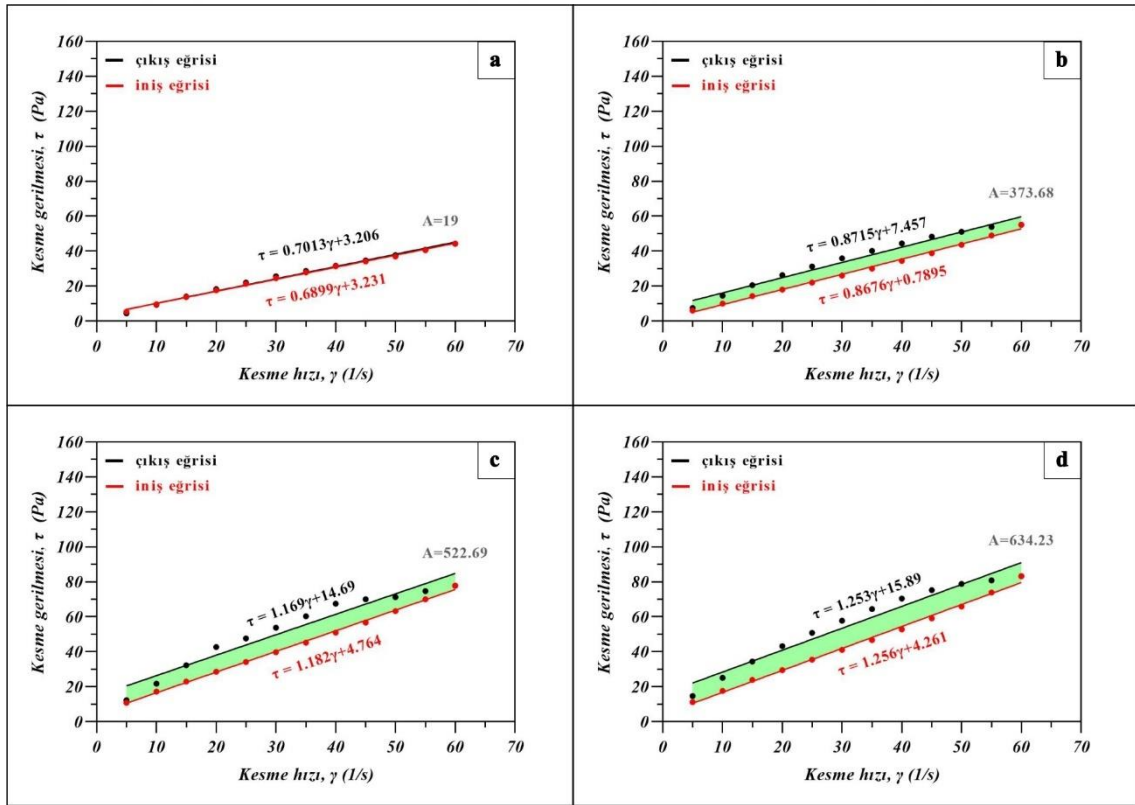 a
çıkış eğrisi
iniş eğrisi
160
140
120
100
80
60
40
20
0
Kesme gerilmesi, τ (Pa)
A=19
τ = 0.7013γ+3.206
τ = 0.6899γ+3.231
0 10 20 30 40 50 60 70
Kesme hızı, γ (1/s)
b
çıkış eğrisi
iniş eğrisi
160
140
120
100
80
60
40
20
0
Kesme gerilmesi, τ (Pa)
A=373.68
τ = 0.8715γ+7.457
τ = 0.8676γ+0.7895
0 10 20 30 40 50 60 70
Kesme hızı, γ (1/s)
c
çıkış eğrisi
iniş eğrisi
160
140
120
100
80
60
40
20
0
Kesme gerilmesi, τ (Pa)
A=522.69
τ = 1.169γ+14.69
τ = 1.182γ+4.764
0 10 20 30 40 50 60 70
Kesme hızı, γ (1/s)
d
çıkış eğrisi
iniş eğrisi
160
140
120
100
80
60
40
20
0
Kesme gerilmesi, τ (Pa)
A=634.23
τ = 1.253γ+15.89
τ = 1.256γ+4.261
0 10 20 30 40 50 60 70
Kesme hızı, γ (1/s)